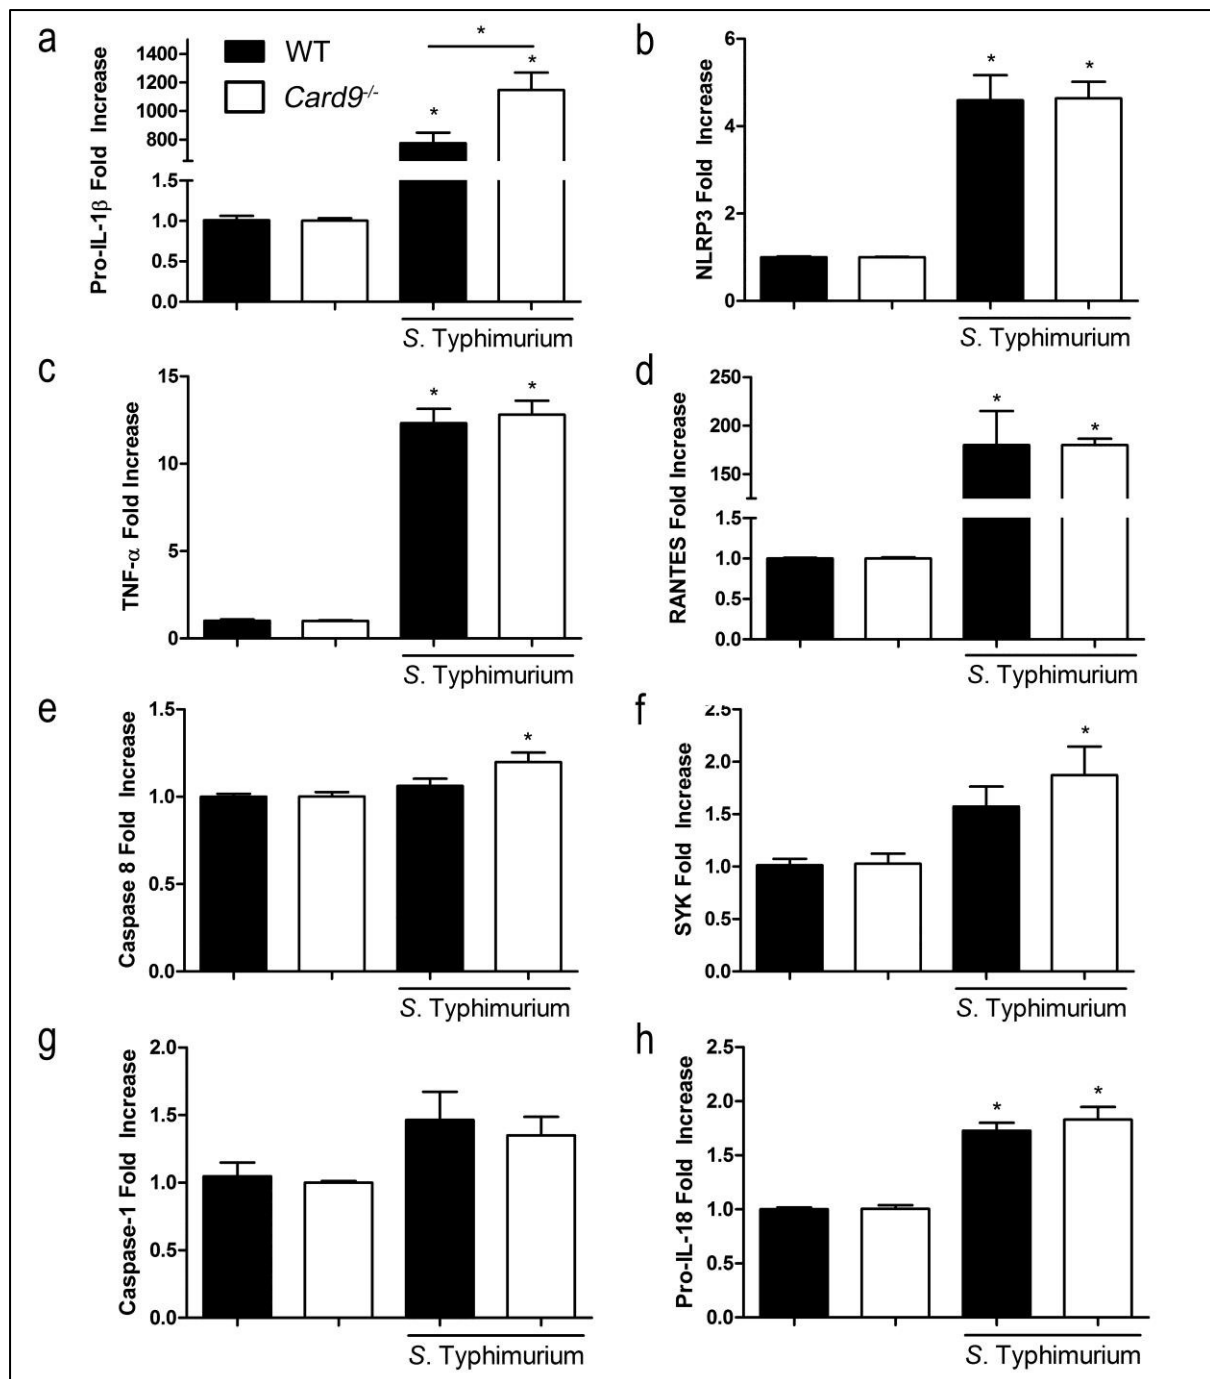 a
WT
Card9-/-
*
*
*
Pro-IL-1β Fold Increase
1400
1200
1000
800
1.5
1.0
0.5
0.0
S. Typhimurium
b
*
*
NLRP3 Fold Increase
6
4
2
0
S. Typhimurium
c
*
*
TNF-α Fold Increase
15
10
5
0
S. Typhimurium
d
*
*
RANTES Fold Increase
250
200
150
1.5
1.0
0.5
0.0
S. Typhimurium
e
*
Caspase 8 Fold Increase
1.5
1.0
0.5
0.0
S. Typhimurium
f
*
SYK Fold Increase
2.5
2.0
1.5
1.0
0.5
0.0
S. Typhimurium
g
Caspase-1 Fold Increase
2.0
1.5
1.0
0.5
0.0
S. Typhimurium
h
*
*
Pro-IL-18 Fold Increase
2.5
2.0
1.5
1.0
0.5
0.0
S. Typhimurium